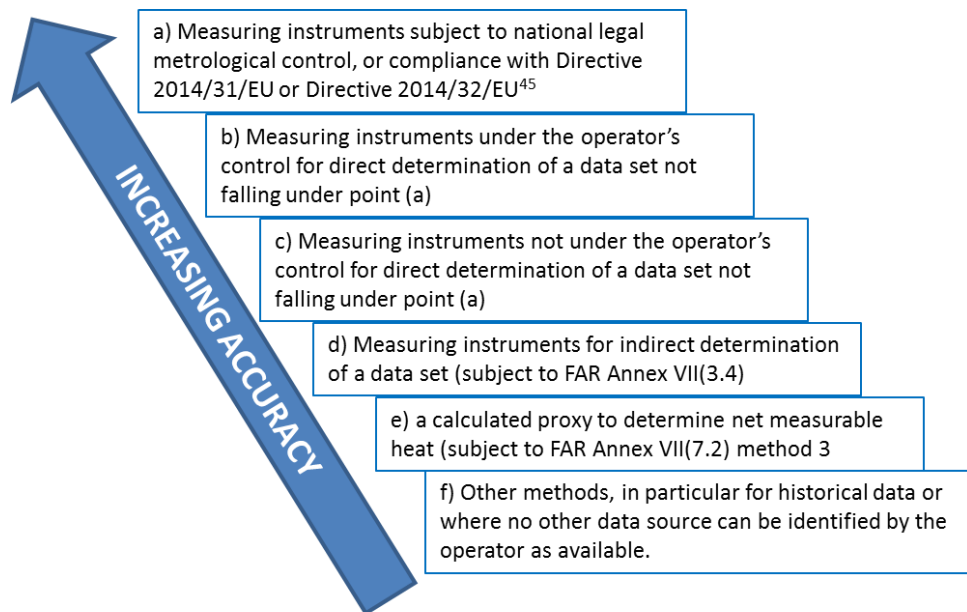 a) Measuring instruments subject to national legal
metrological control, or compliance with Directive
2014/31/EU or Directive 2014/32/EU⁴⁵
b) Measuring instruments under the operator’s
control for direct determination of a data set not
falling under point (a)
c) Measuring instruments not under the operator’s
control for direct determination of a data set not
falling under point (a)
d) Measuring instruments for indirect determination
of a data set (subject to FAR Annex VII(3.4)
e) a calculated proxy to determine net measurable
heat (subject to FAR Annex VII(7.2) method 3
f) Other methods, in particular for historical data or
where no other data source can be identified by the
operator as available.
INCREASING ACCURACY